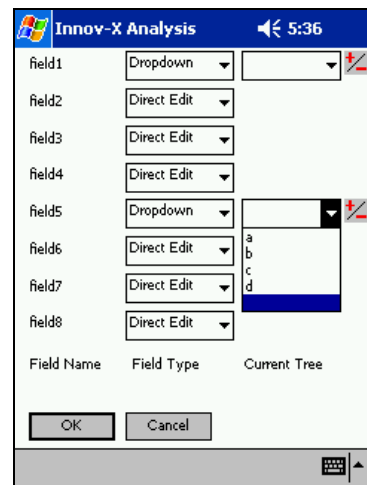 Innov-X Analysis 5:36
field1 Dropdown
field2 Direct Edit
field3 Direct Edit
field4 Direct Edit
field5 Dropdown
a
field6 Direct Edit
b
c
field7 Direct Edit
d
field8 Direct Edit
Field Name Field Type Current Tree
OK Cancel